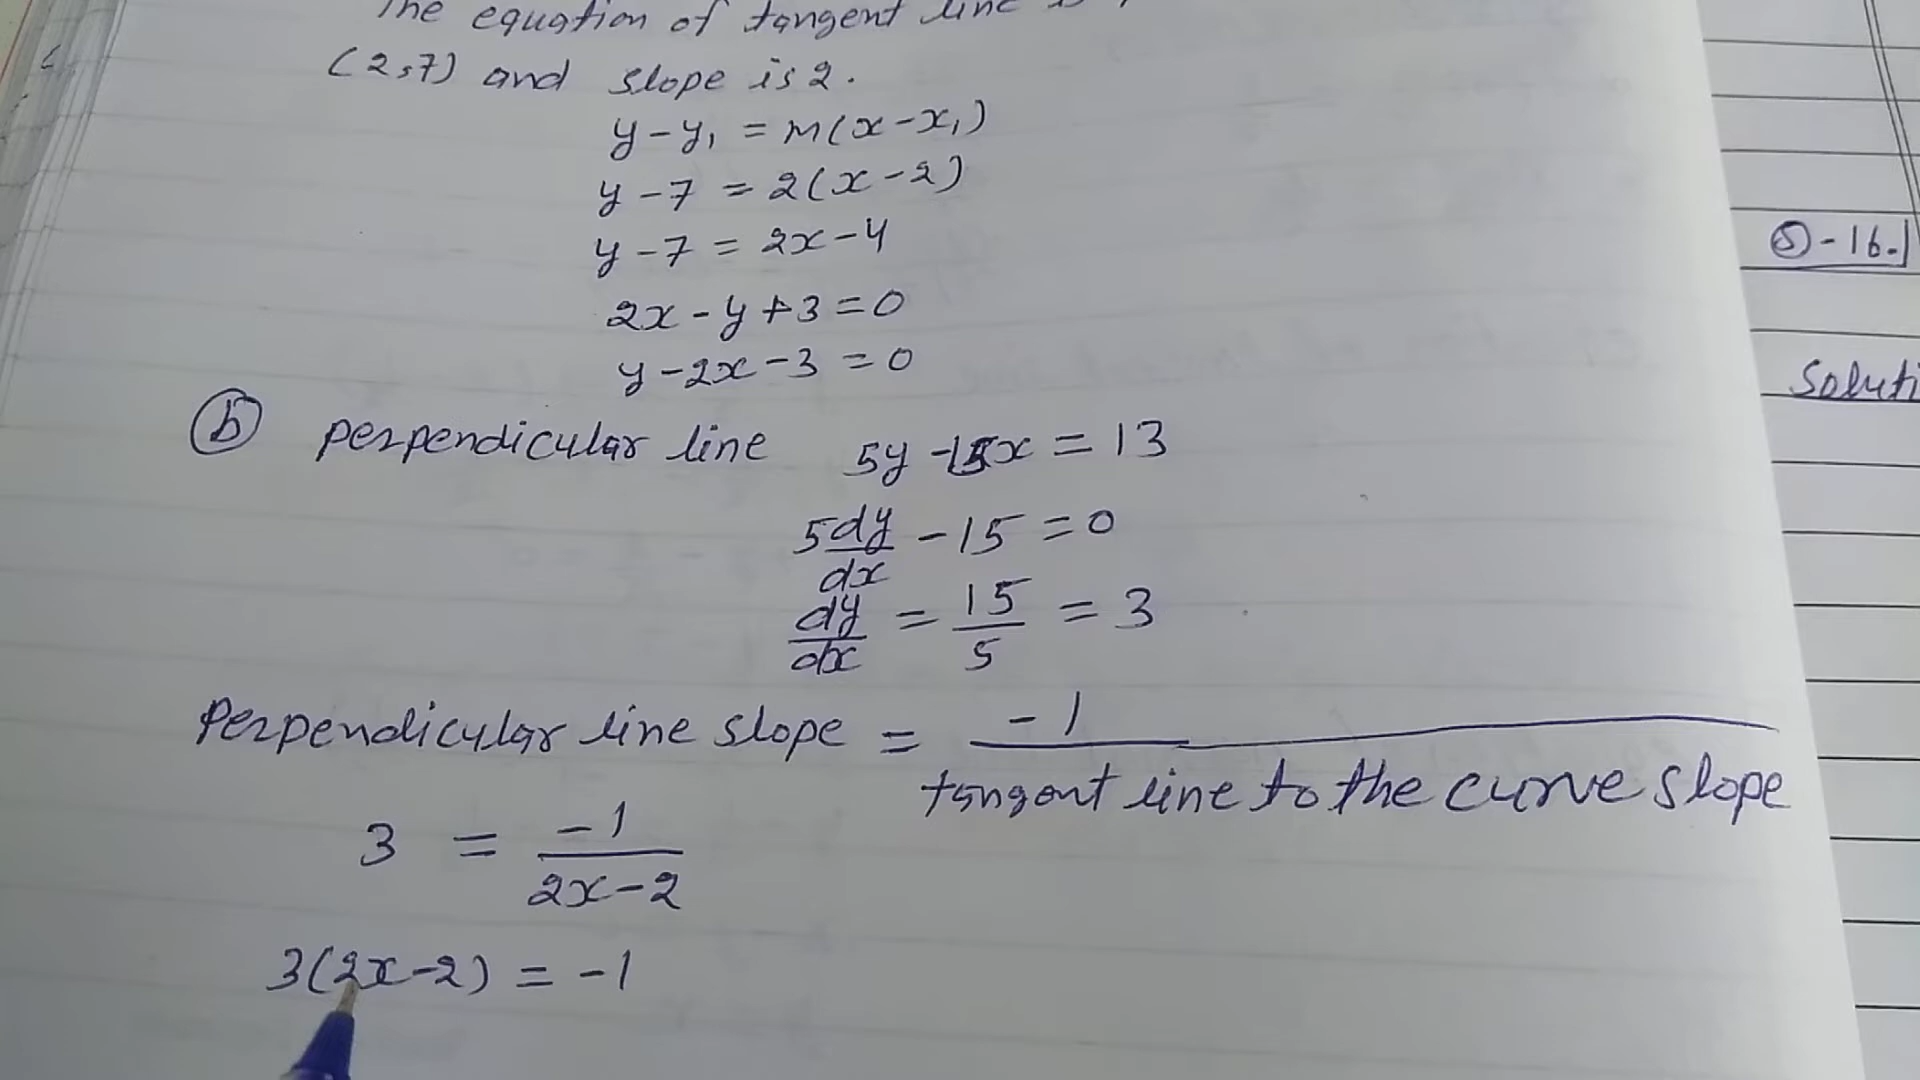 The equation of tangent line is
(2,7) and slope is 2.
y - y₁ = m(x - x₁)
y - 7 = 2(x - 2)
y - 7 = 2x - 4
2x - y + 3 = 0
y - 2x - 3 = 0
ⓑ perpendicular line 5y - 15x = 13
5 dy/dx - 15 = 0
dy/dx = 15/5 = 3
Perpendicular line slope = -1 / tangent line to the curve slope
3 = -1 / 2x - 2
3(2x - 2) = -1
⑤ - 16.
Soluti